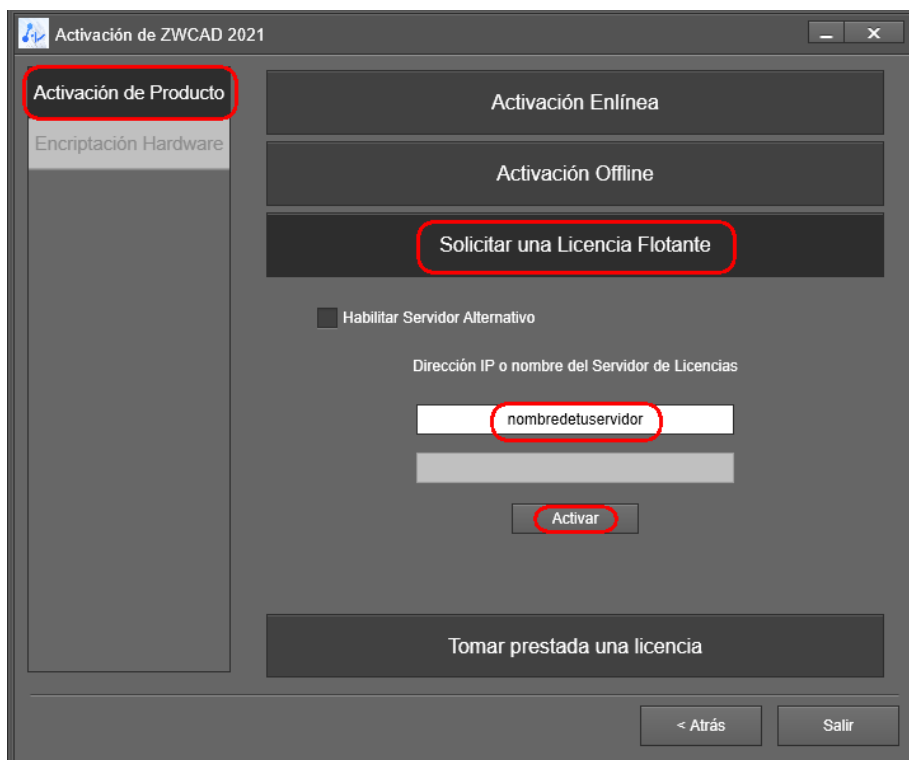 Activación de ZWCAD 2021
Activación de Producto
Encriptación Hardware
Activación Enlínea
Activación Offline
Solicitar una Licencia Flotante
Habilitar Servidor Alternativo
Dirección IP o nombre del Servidor de Licencias
nombredetuservidor
Activar
Tomar prestada una licencia
< Atrás
Salir